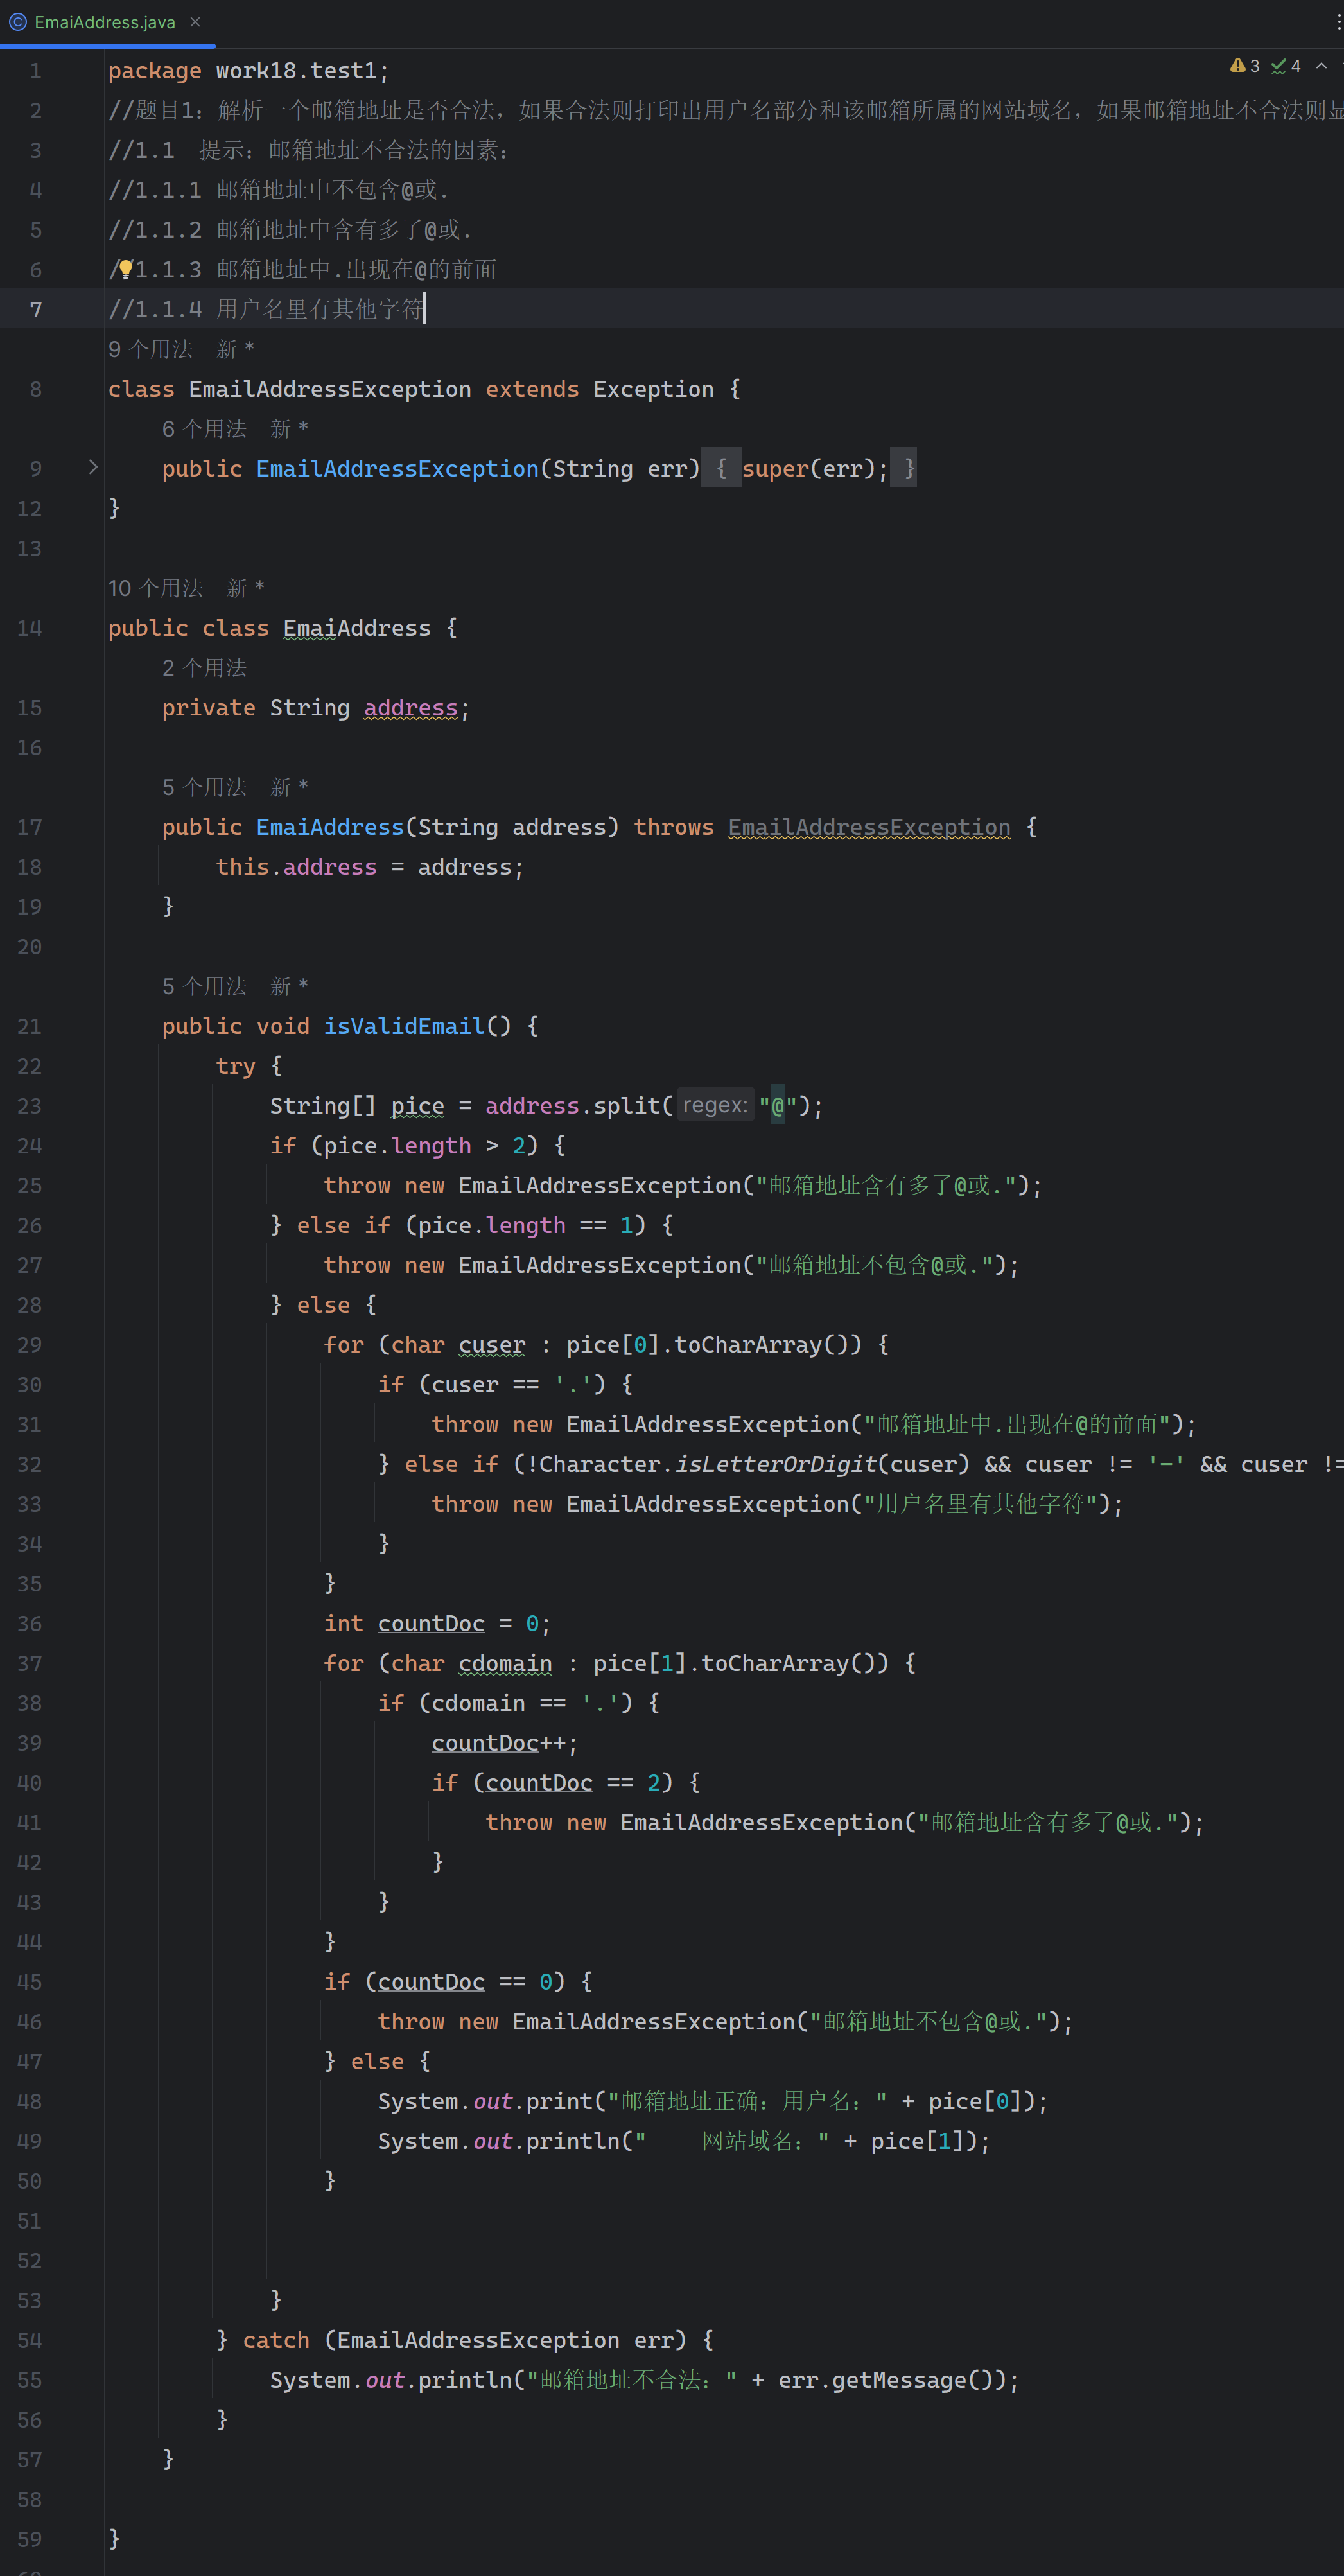 EmaiAddress.java
3 4
1 package work18.test1;
2 //题目1：解析一个邮箱地址是否合法，如果合法则打印出用户名部分和该邮箱所属的网站域名，如果邮箱地址不合法则显
3 //1.1  提示：邮箱地址不合法的因素：
4 //1.1.1 邮箱地址中不包含@或.
5 //1.1.2 邮箱地址中含有多了@或.
6 //1.1.3 邮箱地址中.出现在@的前面
7 //1.1.4 用户名里有其他字符
9 个用法 新 *
8 class EmailAddressException extends Exception {
6 个用法 新 *
9 public EmailAddressException(String err) { super(err); }
12 }
13
10 个用法 新 *
14 public class EmaiAddress {
2 个用法
15 private String address;
16
5 个用法 新 *
17 public EmaiAddress(String address) throws EmailAddressException {
18 this.address = address;
19 }
20
5 个用法 新 *
21 public void isValidEmail() {
22 try {
23 String[] pice = address.split( regex: "@");
24 if (pice.length > 2) {
25 throw new EmailAddressException("邮箱地址含有多了@或.");
26 } else if (pice.length == 1) {
27 throw new EmailAddressException("邮箱地址不包含@或.");
28 } else {
29 for (char cuser : pice[0].toCharArray()) {
30 if (cuser == '.') {
31 throw new EmailAddressException("邮箱地址中.出现在@的前面");
32 } else if (!Character.isLetterOrDigit(cuser) && cuser != '-' && cuser !=
33 throw new EmailAddressException("用户名里有其他字符");
34 }
35 }
36 int countDoc = 0;
37 for (char cdomain : pice[1].toCharArray()) {
38 if (cdomain == '.') {
39 countDoc++;
40 if (countDoc == 2) {
41 throw new EmailAddressException("邮箱地址含有多了@或.");
42 }
43 }
44 }
45 if (countDoc == 0) {
46 throw new EmailAddressException("邮箱地址不包含@或.");
47 } else {
48 System.out.print("邮箱地址正确：用户名：" + pice[0]);
49 System.out.println("    网站域名：" + pice[1]);
50 }
51
52
53 }
54 } catch (EmailAddressException err) {
55 System.out.println("邮箱地址不合法：" + err.getMessage());
56 }
57 }
58
59 }